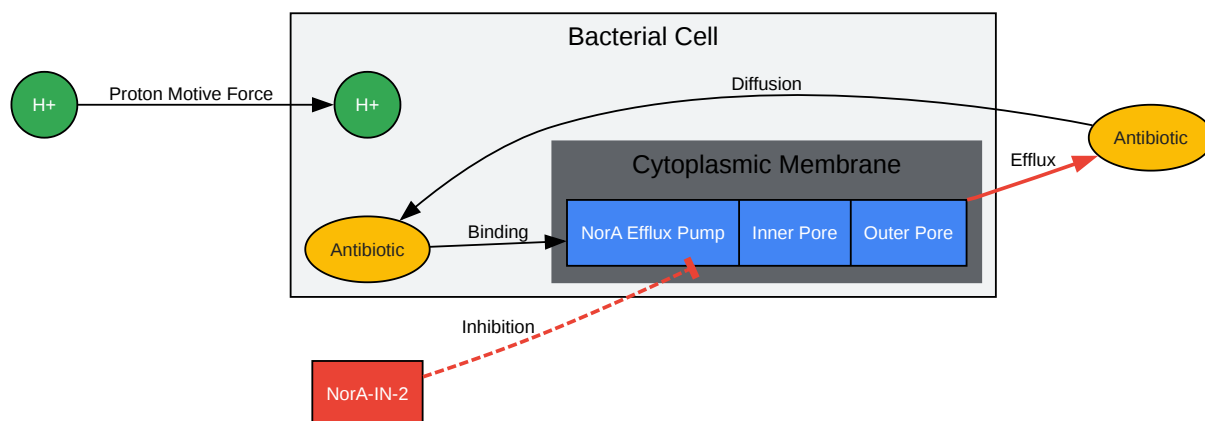 Bacterial Cell
Diffusion
H+
Proton Motive Force
H+
Antibiotic
Cytoplasmic Membrane
Efflux
Antibiotic
Binding
NorA Efflux Pump
Inner Pore
Outer Pore
Inhibition
NorA-IN-2